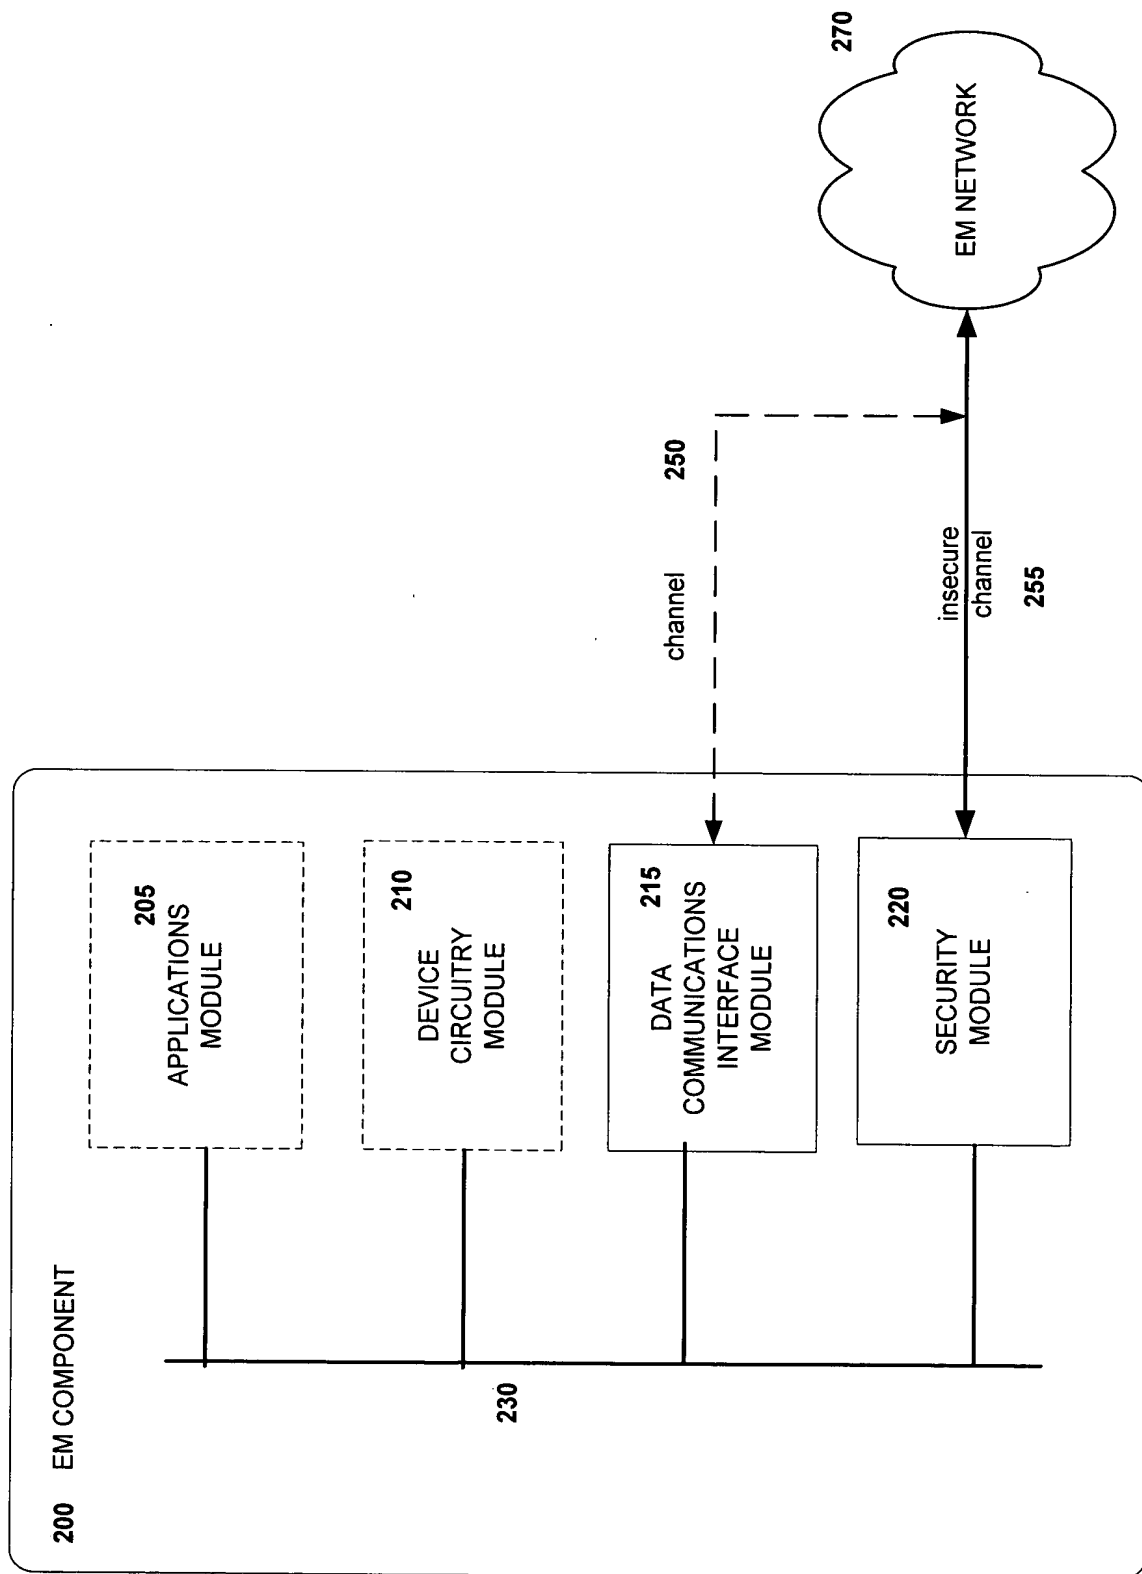 200 EM COMPONENT
230
205
APPLICATIONS
MODULE
210
DEVICE
CIRCUITRY
MODULE
215
DATA
COMMUNICATIONS
INTERFACE
MODULE
220
SECURITY
MODULE
channel
250
insecure
channel
255
270
EM NETWORK